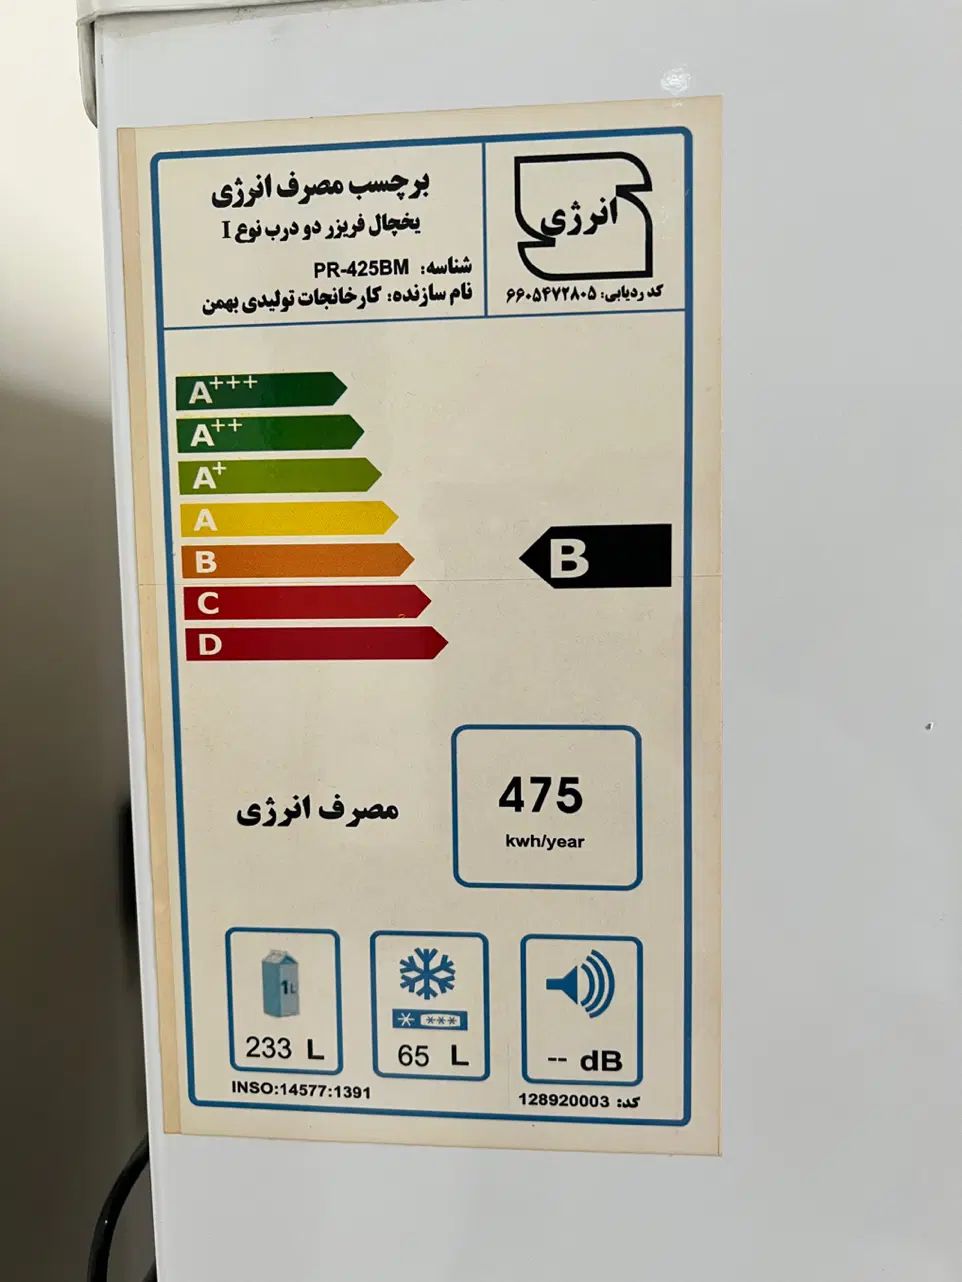 برچسب مصرف انرژی
یخچال فریزر دو درب نوع I
شناسه: PR-425BM
نام سازنده: کارخانجات تولیدی بهمن
انرژی
کد ردیابی: ۶۶۰۵۴۷۲۸۰۵
A+++
A++
A+
A
B
C
D
B
مصرف انرژی
475
kwh/year
1L
233 L
65 L
-- dB
INSO:14577:1391
کد: 128920003